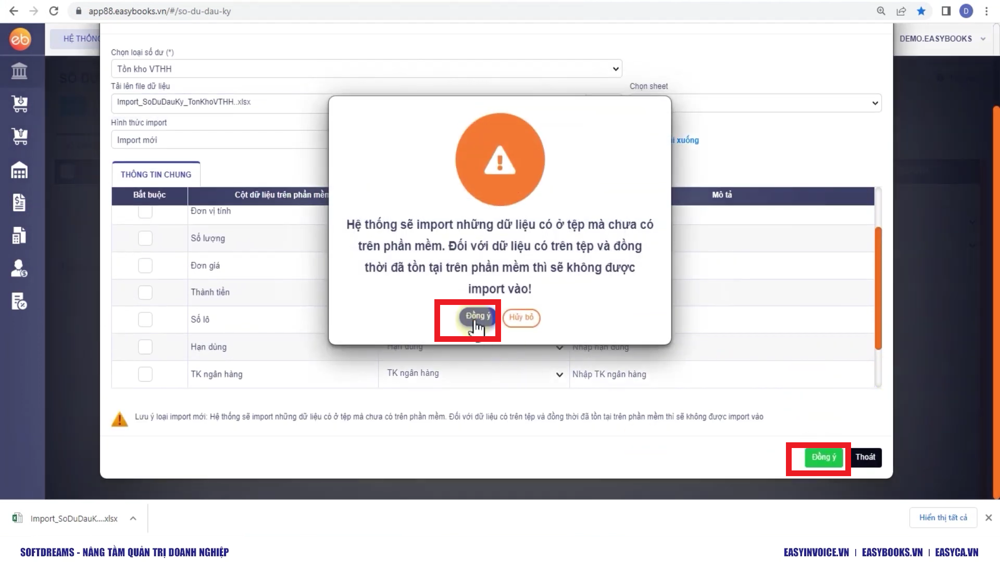 app88.easybooks.vn/#/so-du-dau-ky
D
eb
HỆ THỐNG
DEMO.EASYBOOKS
Chọn loại số dư (*)
Tồn kho VTHH
Tải lên file dữ liệu
Chọn sheet
Import_SoDuDauKy_TonKhoVTHH..xlsx
Hình thức import
Import mới
i xuống
THÔNG TIN CHUNG
Bắt buộc
Cột dữ liệu trên phần mềm
Mô tả
Đơn vị tính
Số lượng
Đơn giá
Thành tiền
Số lô
Hạn dùng
Hạn dùng
Nhập hạn dùng
TK ngân hàng
TK ngân hàng
Nhập TK ngân hàng
Hệ thống sẽ import những dữ liệu có ở tệp mà chưa có
trên phần mềm. Đối với dữ liệu có trên tệp và đồng
thời đã tồn tại trên phần mềm thì sẽ không được
import vào!
Đồng ý
Hủy bỏ
Lưu ý loại import mới: Hệ thống sẽ import những dữ liệu có ở tệp mà chưa có trên phần mềm. Đối với dữ liệu có trên tệp và đồng thời đã tồn tại trên phần mềm thì sẽ không được import vào
Đồng ý
Thoát
Import_SoDuDauK....xlsx
Hiển thị tất cả
SOFTDREAMS - NÂNG TẦM QUẢN TRỊ DOANH NGHIỆP
EASYINVOICE.VN | EASYBOOKS.VN | EASYCA.VN